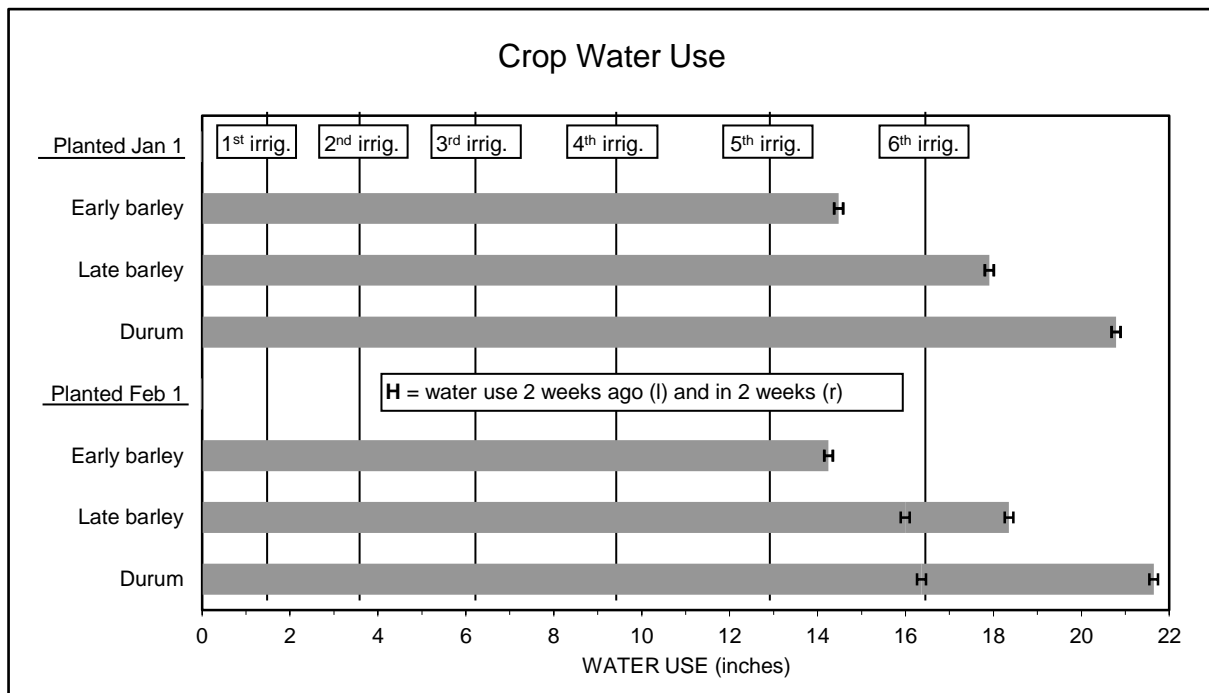 Crop Water Use
Planted Jan 1
1st irrig. 2nd irrig. 3rd irrig. 4th irrig. 5th irrig. 6th irrig.
Early barley
Late barley
Durum
Planted Feb 1
H = water use 2 weeks ago (l) and in 2 weeks (r)
Early barley
Late barley
Durum
0 2 4 6 8 10 12 14 16 18 20 22
WATER USE (inches)